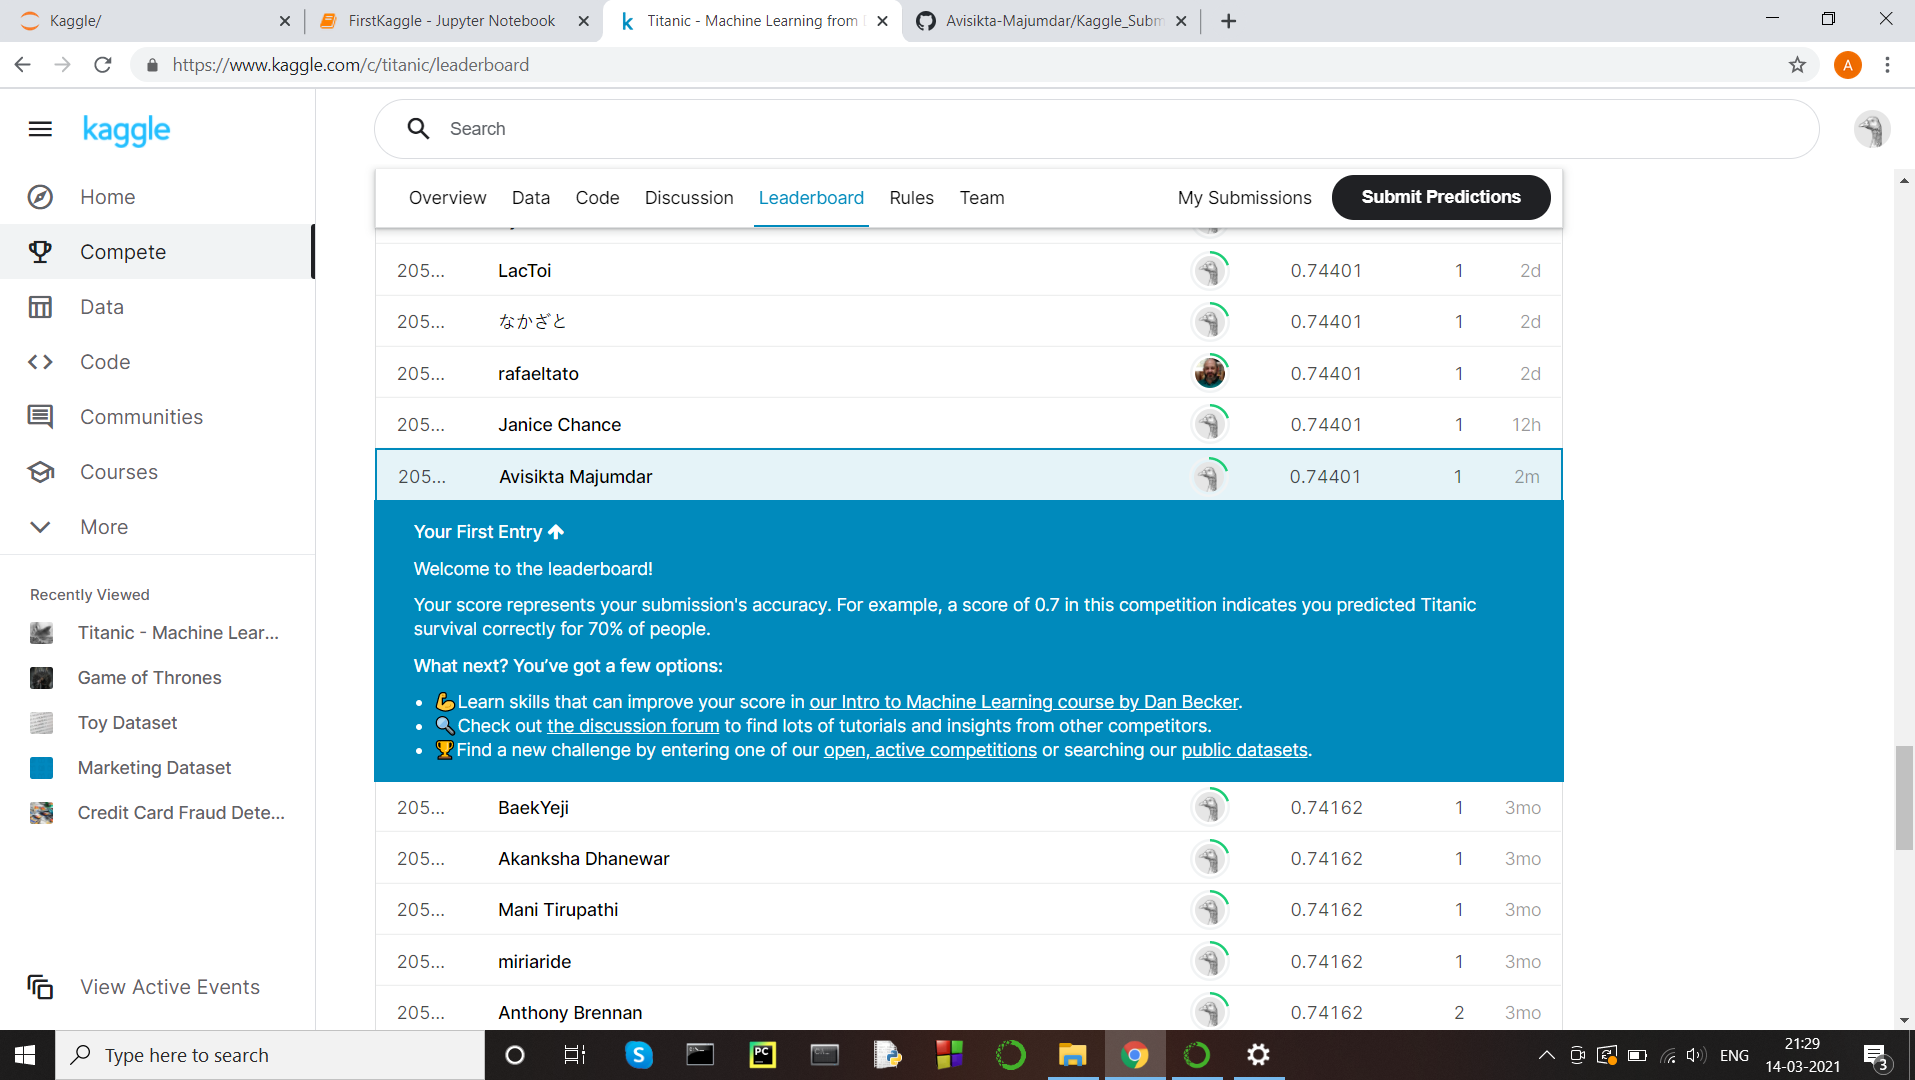 Kaggle/
FirstKaggle - Jupyter Notebook
Titanic - Machine Learning from
Avisikta-Majumdar/Kaggle_Subm
https://www.kaggle.com/c/titanic/leaderboard
A
kaggle
Search
Home
Compete
Data
Code
Communities
Courses
More
Recently Viewed
Titanic - Machine Lear...
Game of Thrones
Toy Dataset
Marketing Dataset
Credit Card Fraud Dete...
View Active Events
Overview Data Code Discussion Leaderboard Rules Team My Submissions Submit Predictions
205... LacToi 0.74401 1 2d
205... なかざと 0.74401 1 2d
205... rafaeltato 0.74401 1 2d
205... Janice Chance 0.74401 1 12h
205... Avisikta Majumdar 0.74401 1 2m
Your First Entry
Welcome to the leaderboard!
Your score represents your submission's accuracy. For example, a score of 0.7 in this competition indicates you predicted Titanic
survival correctly for 70% of people.
What next? You’ve got a few options:
• 💪Learn skills that can improve your score in our Intro to Machine Learning course by Dan Becker.
• 🔍Check out the discussion forum to find lots of tutorials and insights from other competitors.
• 🏆Find a new challenge by entering one of our open, active competitions or searching our public datasets.
205... BaekYeji 0.74162 1 3mo
205... Akanksha Dhanewar 0.74162 1 3mo
205... Mani Tirupathi 0.74162 1 3mo
205... miriaride 0.74162 1 3mo
205... Anthony Brennan 0.74162 2 3mo
Type here to search
PC
ENG
21:29
14-03-2021
3